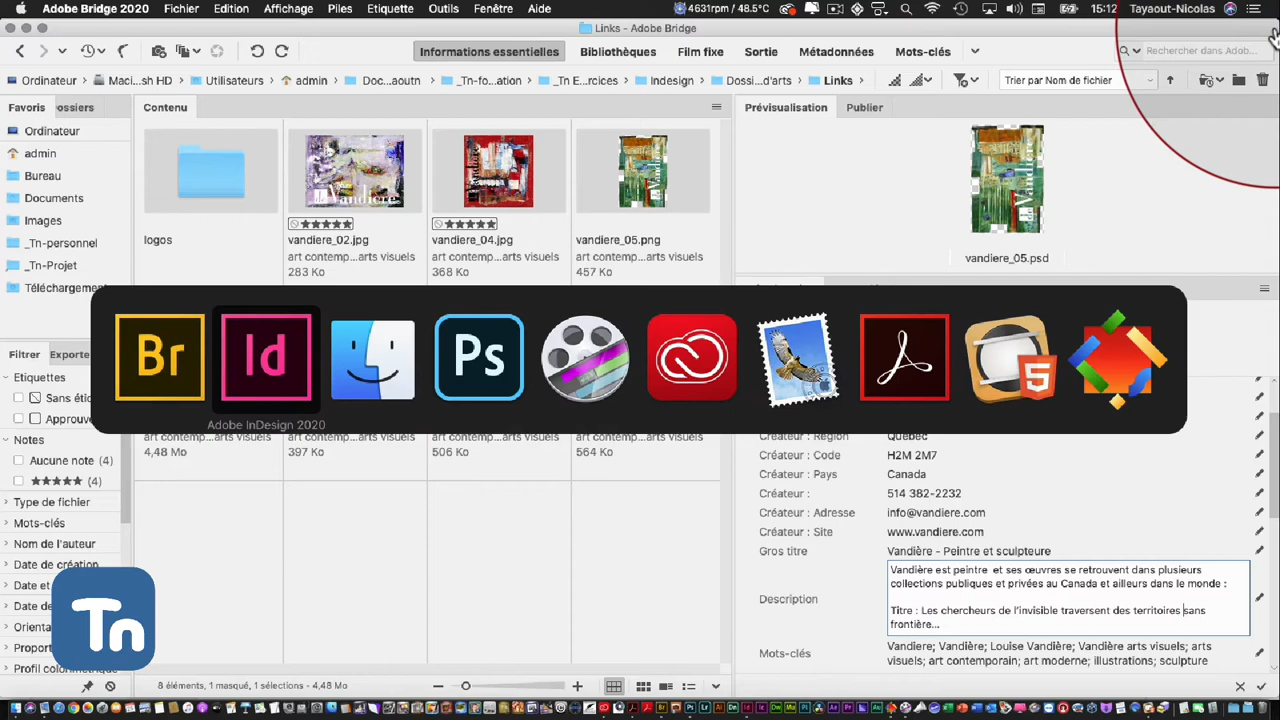 Adobe Bridge 2020 Fichier Edition Affichage Piles Etiquette Outils Fenêtre Aide 4631rpm / 48.5°C 15:12 Tayaout-Nicolas
Links - Adobe Bridge
Informations essentielles Bibliothèques Film fixe Sortie Métadonnées Mots-clés Rechercher dans Adob...
Ordinateur Maci...sh HD Utilisateurs admin Doc...aoutn _Tn-fo...ation _Tn E...rcices Indesign Dossi...d'arts Links Trier par Nom de fichier
Favoris ossiers Contenu Prévisualisation Publier
Ordinateur
admin
Bureau
Documents
Images
_Tn-personnel
_Tn-Projet
Téléchargement
logos
vandiere_02.jpg
art contemp...arts visuels
283 Ko
vandiere_04.jpg
art contemp...arts visuels
368 Ko
vandiere_05.png
art contemp...arts visuels
457 Ko
vandiere_05.psd
Vandiere
Br Id Ps 5
Adobe InDesign 2020
Filtrer Exporte
Etiquettes
Sans éti
Approuv
Notes
Aucune note (4)
★★★★★ (4)
Type de fichier
Mots-clés
Nom de l'auteur
Date de création
Date et
Date de
Orienta
Proport
Profil colorimétrique
Tn
art contemp...arts visuels
4,48 Mo
art contemp...arts visuels
397 Ko
art contemp...arts visuels
506 Ko
art contemp...arts visuels
564 Ko
Créateur : Région Québec
Créateur : Code H2M 2M7
Créateur : Pays Canada
Créateur : 514 382-2232
Créateur : Adresse info@vandiere.com
Créateur : Site www.vandiere.com
Gros titre Vandière - Peintre et sculpteure
Description
Vandière est peintre et ses œuvres se retrouvent dans plusieurs
collections publiques et privées au Canada et ailleurs dans le monde :
Titre : Les chercheurs de l'invisible traversent des territoires sans
frontière...
Mots-clés Vandiere; Vandière; Louise Vandière; Vandière arts visuels; arts
visuels; art contemporain; art moderne; illustrations; sculpture
8 éléments, 1 masqué, 1 sélections - 4,48 Mo